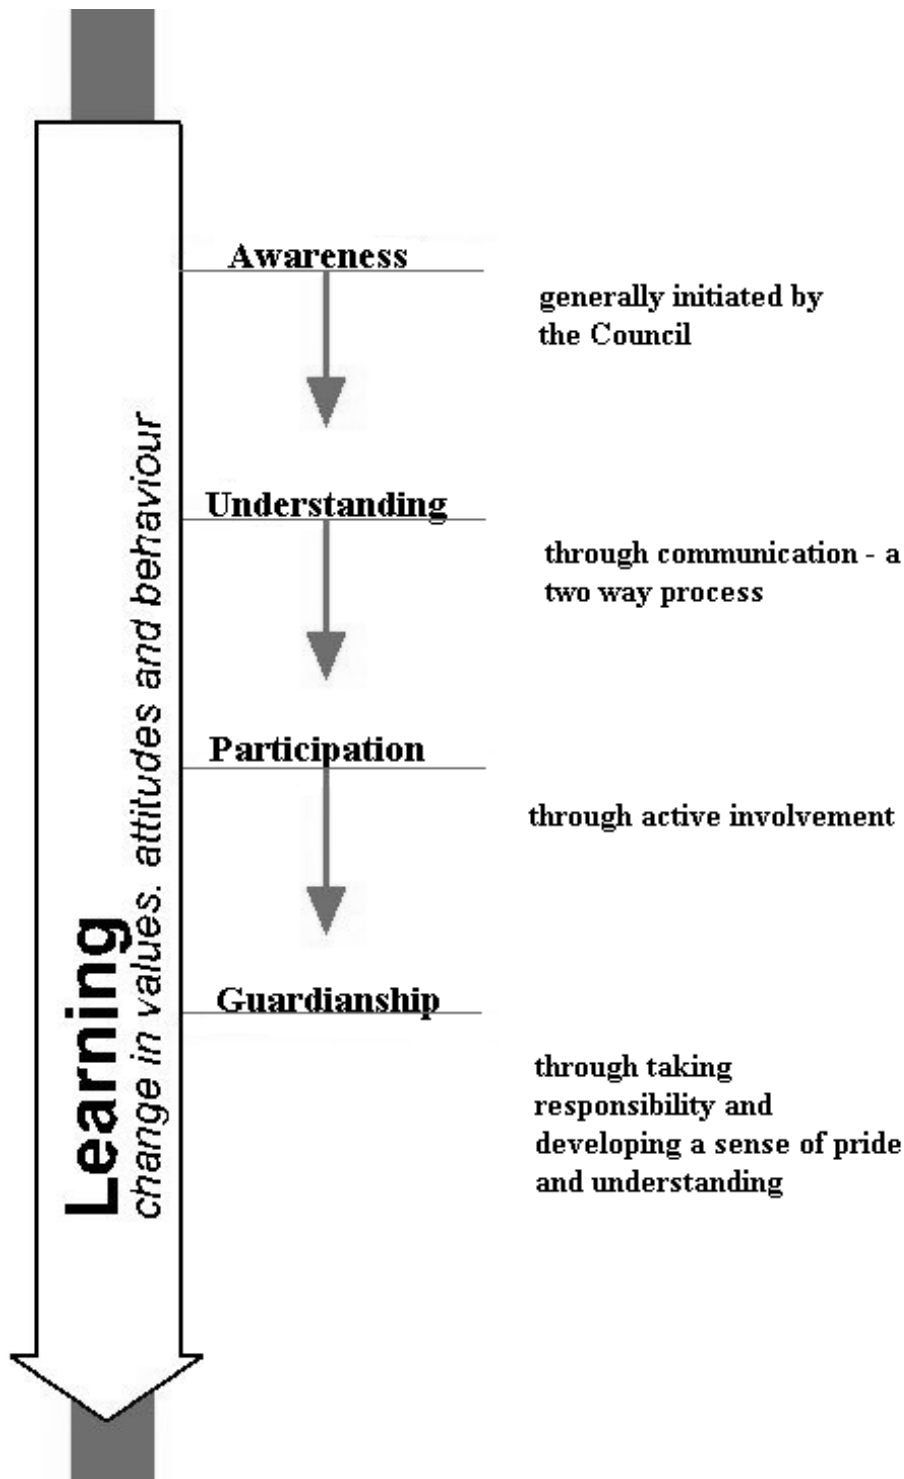 Awareness
generally initiated by
the Council
Understanding
through communication - a
two way process
Participation
through active involvement
Guardianship
through taking
responsibility and
developing a sense of pride
and understanding
Learning
change in values. attitudes and behaviour